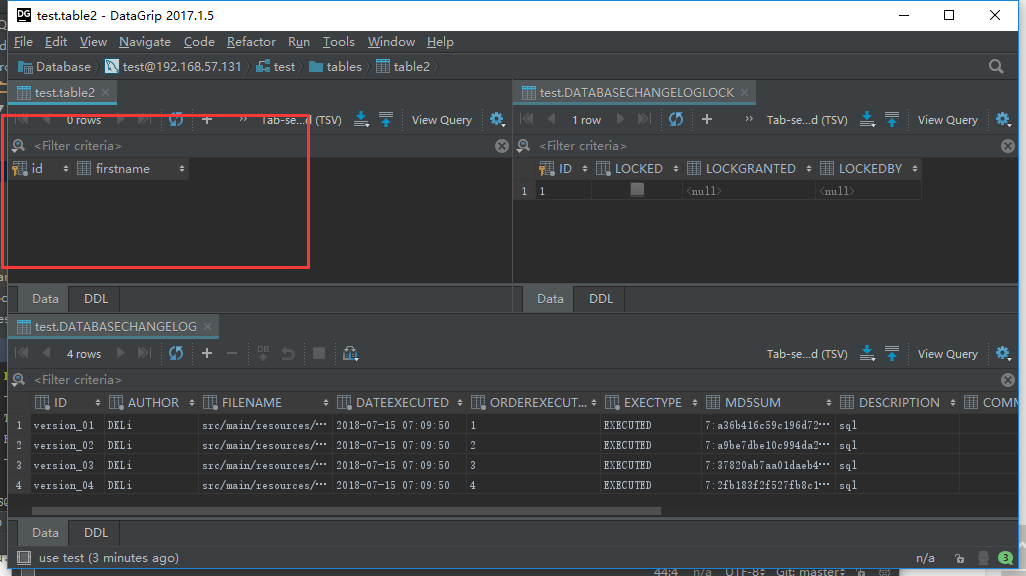 DG test.table2 - DataGrip 2017.1.5
File Edit View Navigate Code Refactor Run Tools Window Help
Database test@192.168.57.131 test tables table2
test.table2
0 rows Tab-se...d (TSV) View Query
<Filter criteria>
id firstname
Data DDL
test.DATABASECHANGELOGLOCK
1 row Tab-se...d (TSV) View Query
<Filter criteria>
ID LOCKED LOCKGRANTED LOCKEDBY
1 1 <null> <null>
Data DDL
test.DATABASECHANGELOG
4 rows DB Tab-se...d (TSV) View Query
<Filter criteria>
ID AUTHOR FILENAME DATEEXECUTED ORDEREXECUT... EXECTYPE MD5SUM DESCRIPTION COMM
1 version_01 DKLi src/main/resources/··· 2018-07-15 07:09:50 1 EXECUTED 7:a36b416c59c196d72··· sql
2 version_02 DKLi src/main/resources/··· 2018-07-15 07:09:50 2 EXECUTED 7:a9be7dbe10c994da2··· sql
3 version_03 DKLi src/main/resources/··· 2018-07-15 07:09:50 3 EXECUTED 7:37820ab7aa01daeb4··· sql
4 version_04 DKLi src/main/resources/··· 2018-07-15 07:09:50 4 EXECUTED 7:2fb183f2f527fb8c1··· sql
Data DDL
use test (3 minutes ago) n/a 3
44:4 n/a UTF-8 Git: master